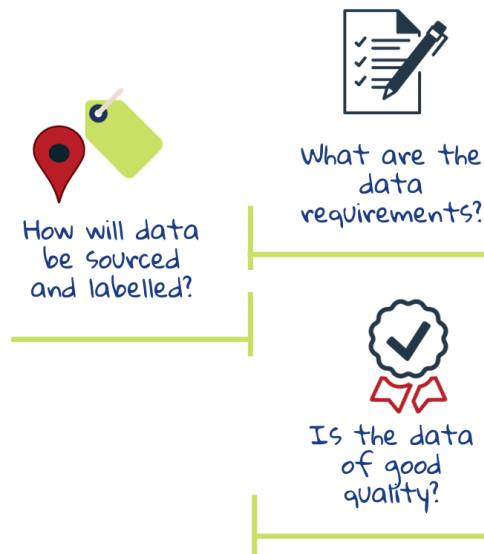 What are the
data
requirements?
How will data
be sourced
and labelled?
Is the data
of good
quality?